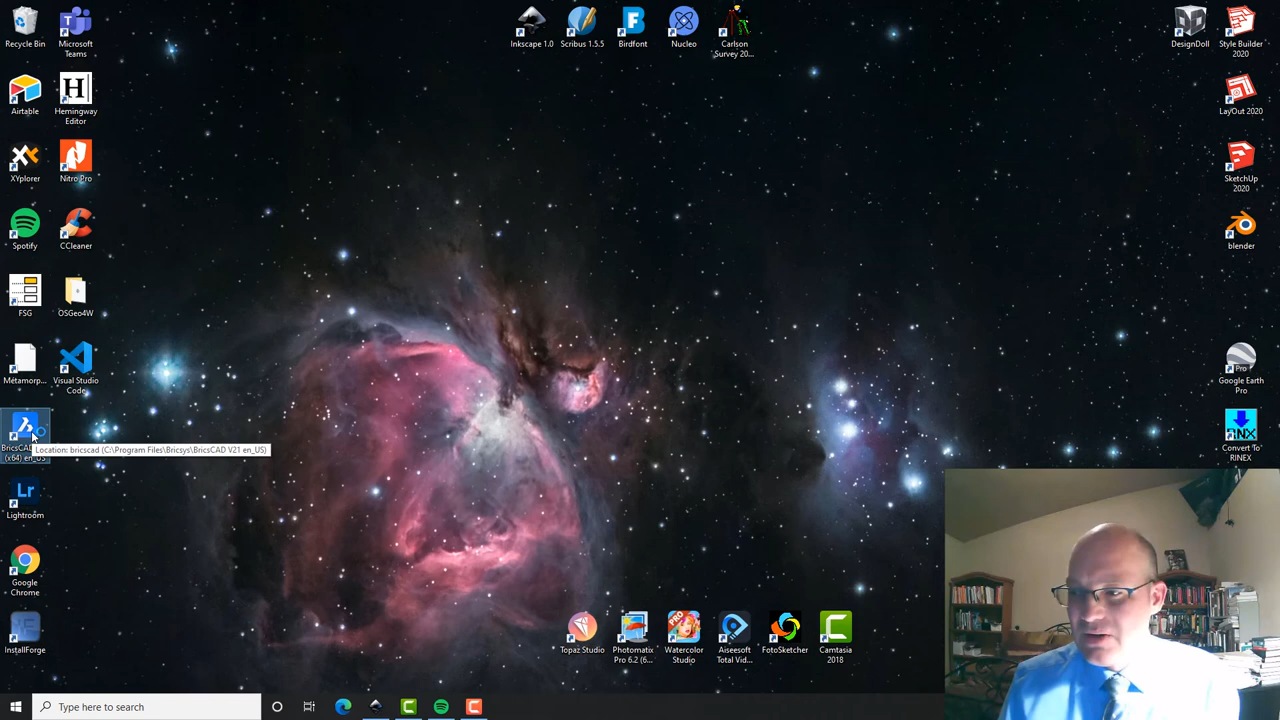 Recycle Bin
Microsoft
Teams
Inkscape 1.0
Scribus 1.5.5
Birdfont
Nucleo
Carlson
Survey 20...
DesignDoll
Style Builder
2020
Airtable
H
Hemingway
Editor
LayOut 2020
XYplorer
Nitro Pro
SketchUp
2020
Spotify
CCleaner
blender
FSG
OSGeo4W
Metamorp...
Visual Studio
Code
Pro
Google Earth
Pro
BricsCAD
(x64) en_US
Location: bricscad (C:\Program Files\Bricsys\BricsCAD V21 en_US)
RINX
Convert To
RINEX
Lr
Lightroom
Google
Chrome
InstallForge
Topaz Studio
Photomatix
Pro 6.2 (6...
PRO
Watercolor
Studio
Aiseesoft
Total Vid...
FotoSketcher
Camtasia
2018
Type here to search